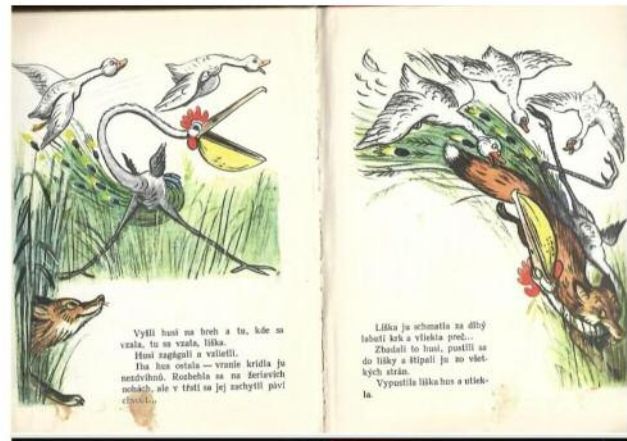 Vyšli husi na breh a tu, kde sa
vzala, tu sa vzala, líška.
Husi zagágali a vzlietli.
Iba hus ostala — vranie krídla ju
nezdvihnú. Rozbehla sa na žeriavích
nohách, ale v tŕstí sa jej zachytil páví
chvost...
Líška ju schmatla za dlhý
labutí krk a vliekla preč...
Zbadali to husi, pustili sa
do líšky a štípali ju zo všet-
kých strán.
Vypustila líška hus a utiek-
la.